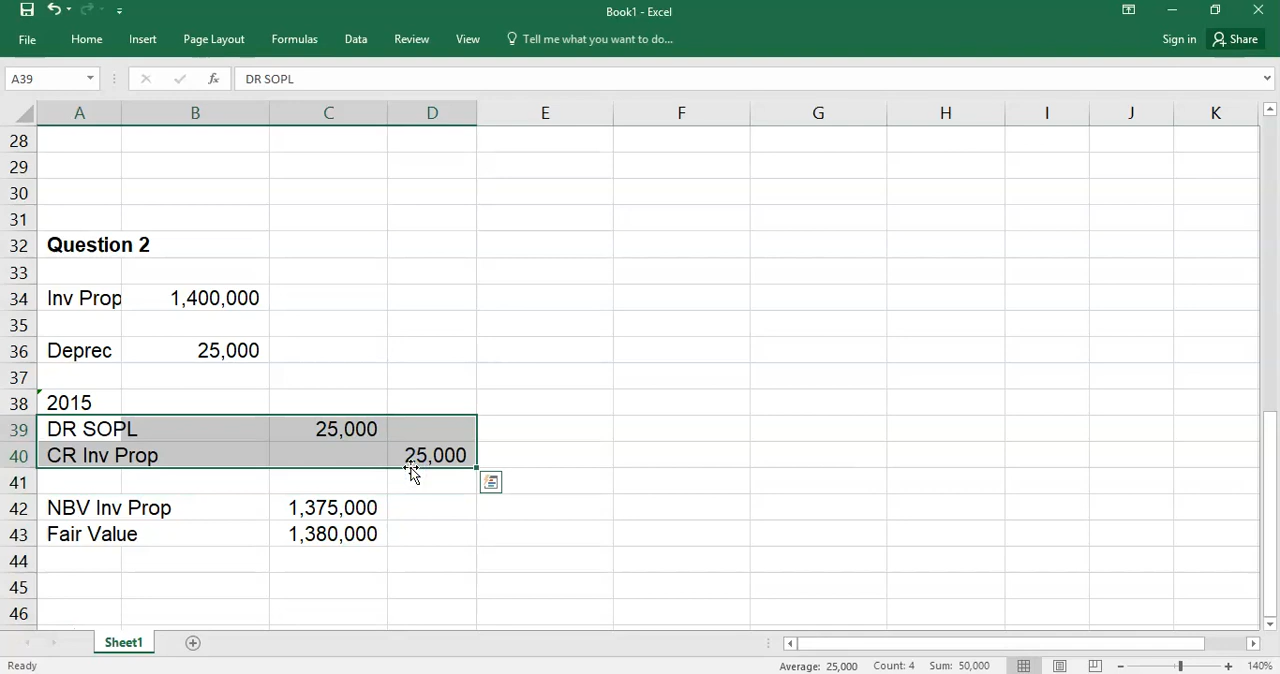 Book1 - Excel
File Home Insert Page Layout Formulas Data Review View Tell me what you want to do... Sign in Share
A39 fx DR SOPL
A B C D E F G H I J K
28
29
30
31
32 Question 2
33
34 Inv Prop 1,400,000
35
36 Deprec 25,000
37
38 2015
39 DR SOPL 25,000
40 CR Inv Prop 25,000
41
42 NBV Inv Prop 1,375,000
43 Fair Value 1,380,000
44
45
46
Sheet1
Ready Average: 25,000 Count: 4 Sum: 50,000 140%